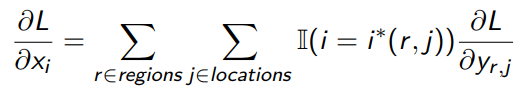 ∂L/∂x_i = ∑_{r∈regions} ∑_{j∈locations} 𝕀(i = i*(r, j)) ∂L/∂y_{r,j}